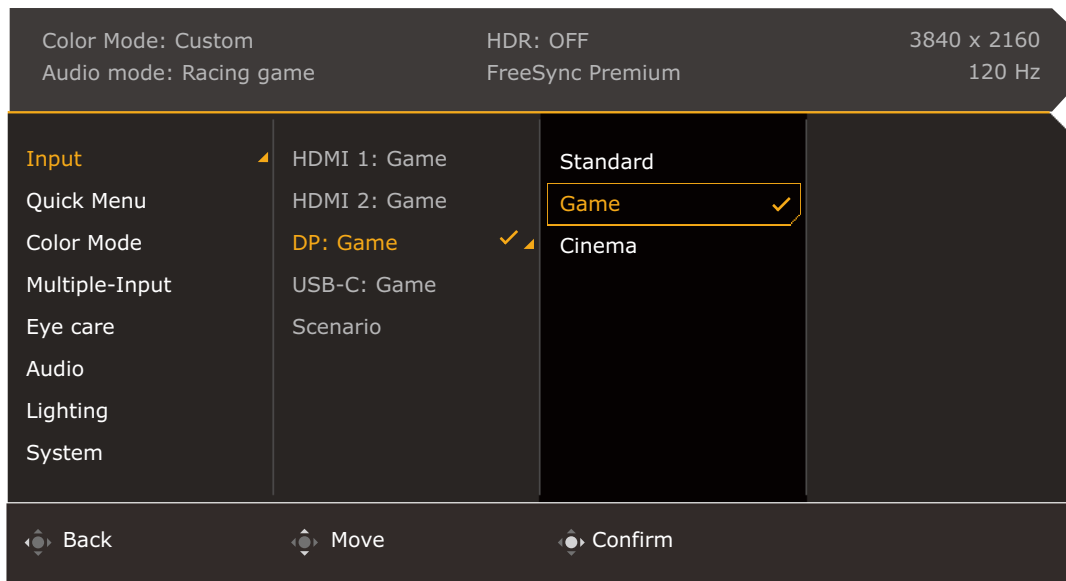 Color Mode: Custom
HDR: OFF
3840 x 2160
Audio mode: Racing game
FreeSync Premium
120 Hz
Input
Quick Menu
Color Mode
Multiple-Input
Eye care
Audio
Lighting
System
HDMI 1: Game
HDMI 2: Game
DP: Game
USB-C: Game
Scenario
Standard
Game
Cinema
Back
Move
Confirm